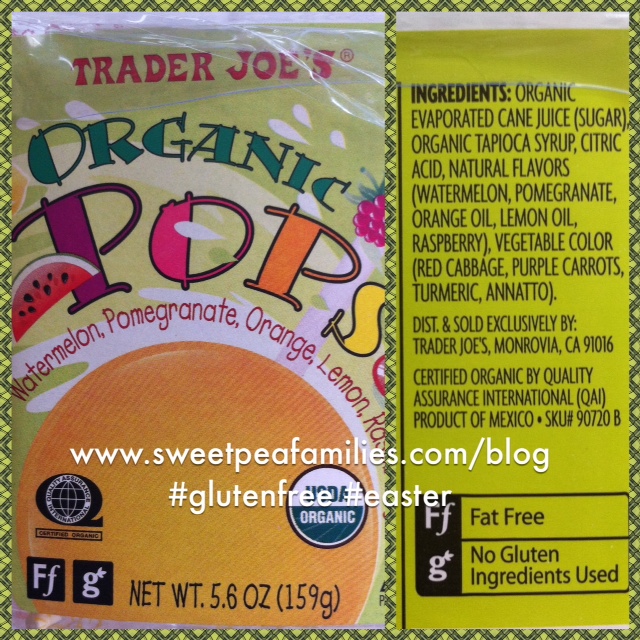 TRADER JOE'S®
ORGANIC
POPS
Watermelon, Pomegranate, Orange, Lemon,
QUALITY ASSURANCE INTERNATIONAL
CERTIFIED ORGANIC
USDA
ORGANIC
Ff g*
NET WT. 5.6 OZ (159g)
INGREDIENTS: ORGANIC
EVAPORATED CANE JUICE (SUGAR),
ORGANIC TAPIOCA SYRUP, CITRIC
ACID, NATURAL FLAVORS
(WATERMELON, POMEGRANATE,
ORANGE OIL, LEMON OIL,
RASPBERRY), VEGETABLE COLOR
(RED CABBAGE, PURPLE CARROTS,
TURMERIC, ANNATTO).
DIST. & SOLD EXCLUSIVELY BY:
TRADER JOE'S, MONROVIA, CA 91016
CERTIFIED ORGANIC BY QUALITY
ASSURANCE INTERNATIONAL (QAI)
PRODUCT OF MEXICO • SKU# 90720 B
Ff Fat Free
g* No Gluten
Ingredients Used
www.sweetpeafamilies.com/blog
#glutenfree #easter